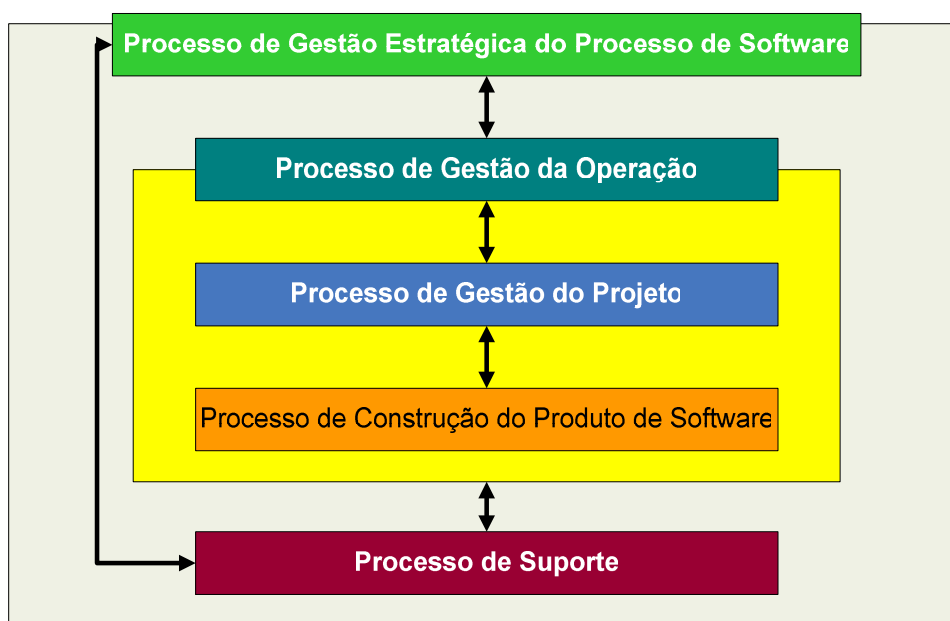 Processo de Gestão Estratégica do Processo de Software
Processo de Gestão da Operação
Processo de Gestão do Projeto
Processo de Construção do Produto de Software
Processo de Suporte